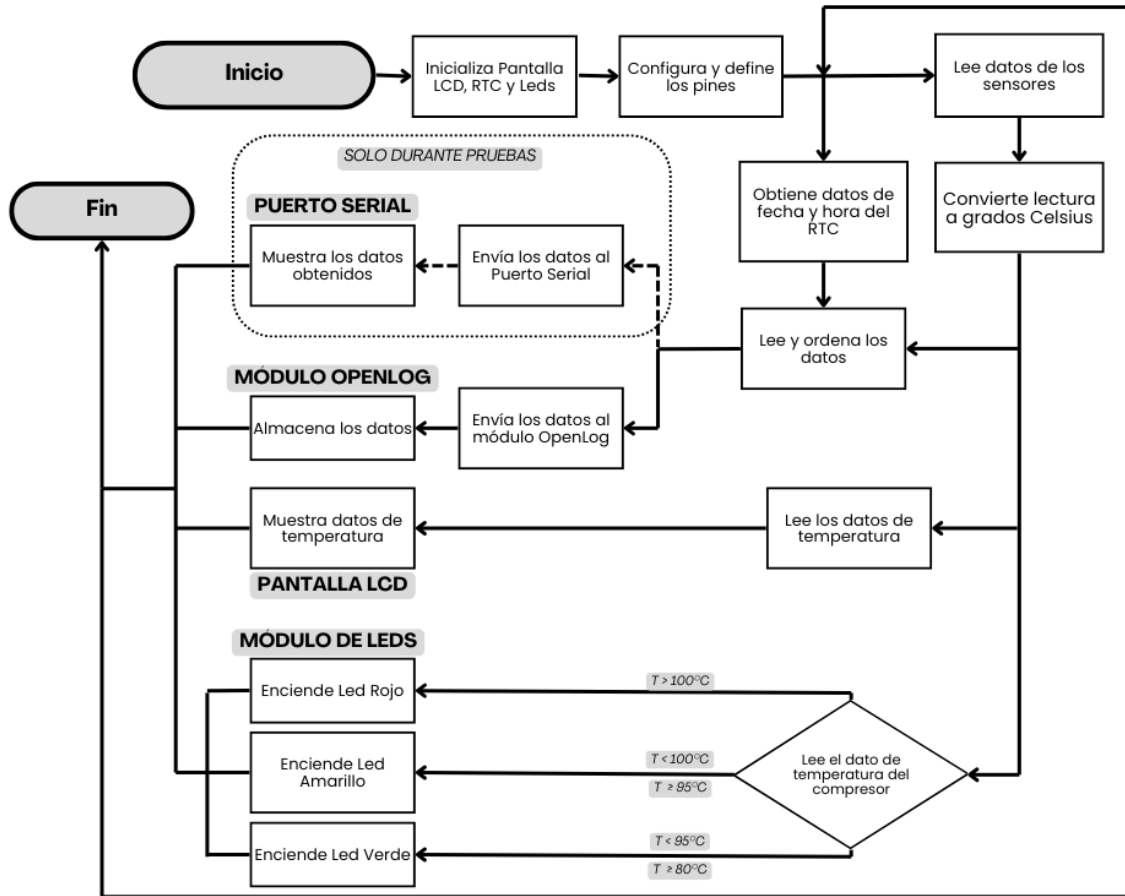 Inicio
Inicializa Pantalla
LCD, RTC y Leds
Configura y define
los pines
Lee datos de los
sensores
SOLO DURANTE PRUEBAS
Fin
PUERTO SERIAL
Muestra los datos
obtenidos
Envía los datos al
Puerto Serial
Obtiene datos de
fecha y hora del
RTC
Convierte lectura
a grados Celsius
Lee y ordena los
datos
MÓDULO OPENLOG
Almacena los datos
Envía los datos al
módulo OpenLog
Muestra datos de
temperatura
Lee los datos de
temperatura
PANTALLA LCD
MÓDULO DE LEDS
Enciende Led Rojo
T > 100°C
Enciende Led
Amarillo
T < 100°C
T ≥ 95°C
Lee el dato de
temperatura del
compresor
Enciende Led Verde
T < 95°C
T ≥ 80°C